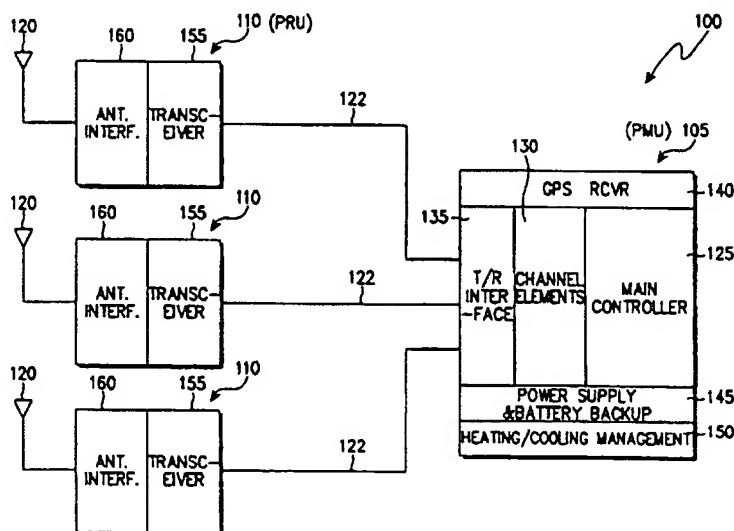 120
160
155
110 (PRU)
ANT.
INTERF.
TRANSC-
EIVER
122
100
(PMU) 105
120
160
155
110
ANT.
INTERF.
TRANSC-
EIVER
122
120
160
155
110
ANT.
INTERF.
TRANSC-
EIVER
122
130
135
GPS RCVR
140
T/R
INTER
-FACE
CHANNEL
ELEMENTS
MAIN
CONTROLLER
125
POWER SUPPLY
&BATTERY BACKUP
145
HEATING/COOLING MANAGEMENT
150